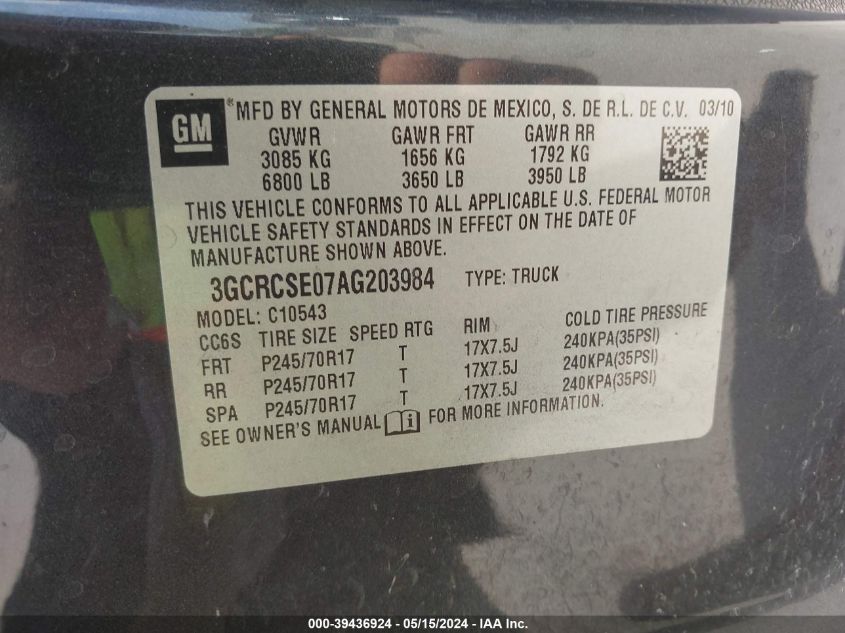 GM ® MFD BY GENERAL MOTORS DE MEXICO, S. DE R.L. DE C.V. 03/10
GVWR GAWR FRT GAWR RR
3085 KG 1656 KG 1792 KG
6800 LB 3650 LB 3950 LB
THIS VEHICLE CONFORMS TO ALL APPLICABLE U.S. FEDERAL MOTOR
VEHICLE SAFETY STANDARDS IN EFFECT ON THE DATE OF
MANUFACTURE SHOWN ABOVE.
3GCRCSE07AG203984 TYPE: TRUCK
MODEL: C10543
CC6S TIRE SIZE SPEED RTG RIM COLD TIRE PRESSURE
FRT P245/70R17 T 17X7.5J 240KPA(35PSI)
RR P245/70R17 T 17X7.5J 240KPA(35PSI)
SPA P245/70R17 T 17X7.5J 240KPA(35PSI)
SEE OWNER'S MANUAL i FOR MORE INFORMATION.
000-39436924 - 05/15/2024 - IAA Inc.